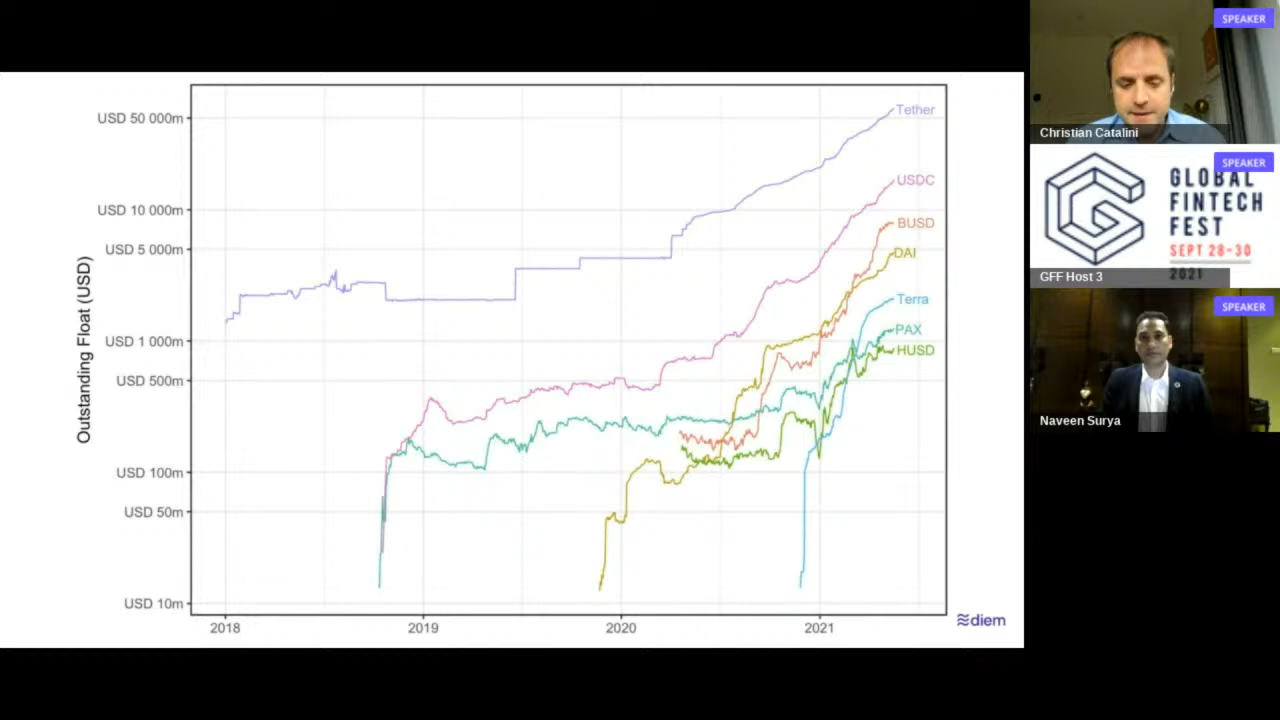 Outstanding Float (USD)
USD 50 000m
USD 10 000m
USD 5 000m
USD 1 000m
USD 500m
USD 100m
USD 50m
USD 10m
2018
2019
2020
2021
Tether
USDC
BUSD
DAI
Terra
PAX
HUSD
diem
SPEAKER
Christian Catalini
SPEAKER
GLOBAL
FINTECH
FEST
SEPT 28-30
2021
GFF Host 3
SPEAKER
Naveen Surya